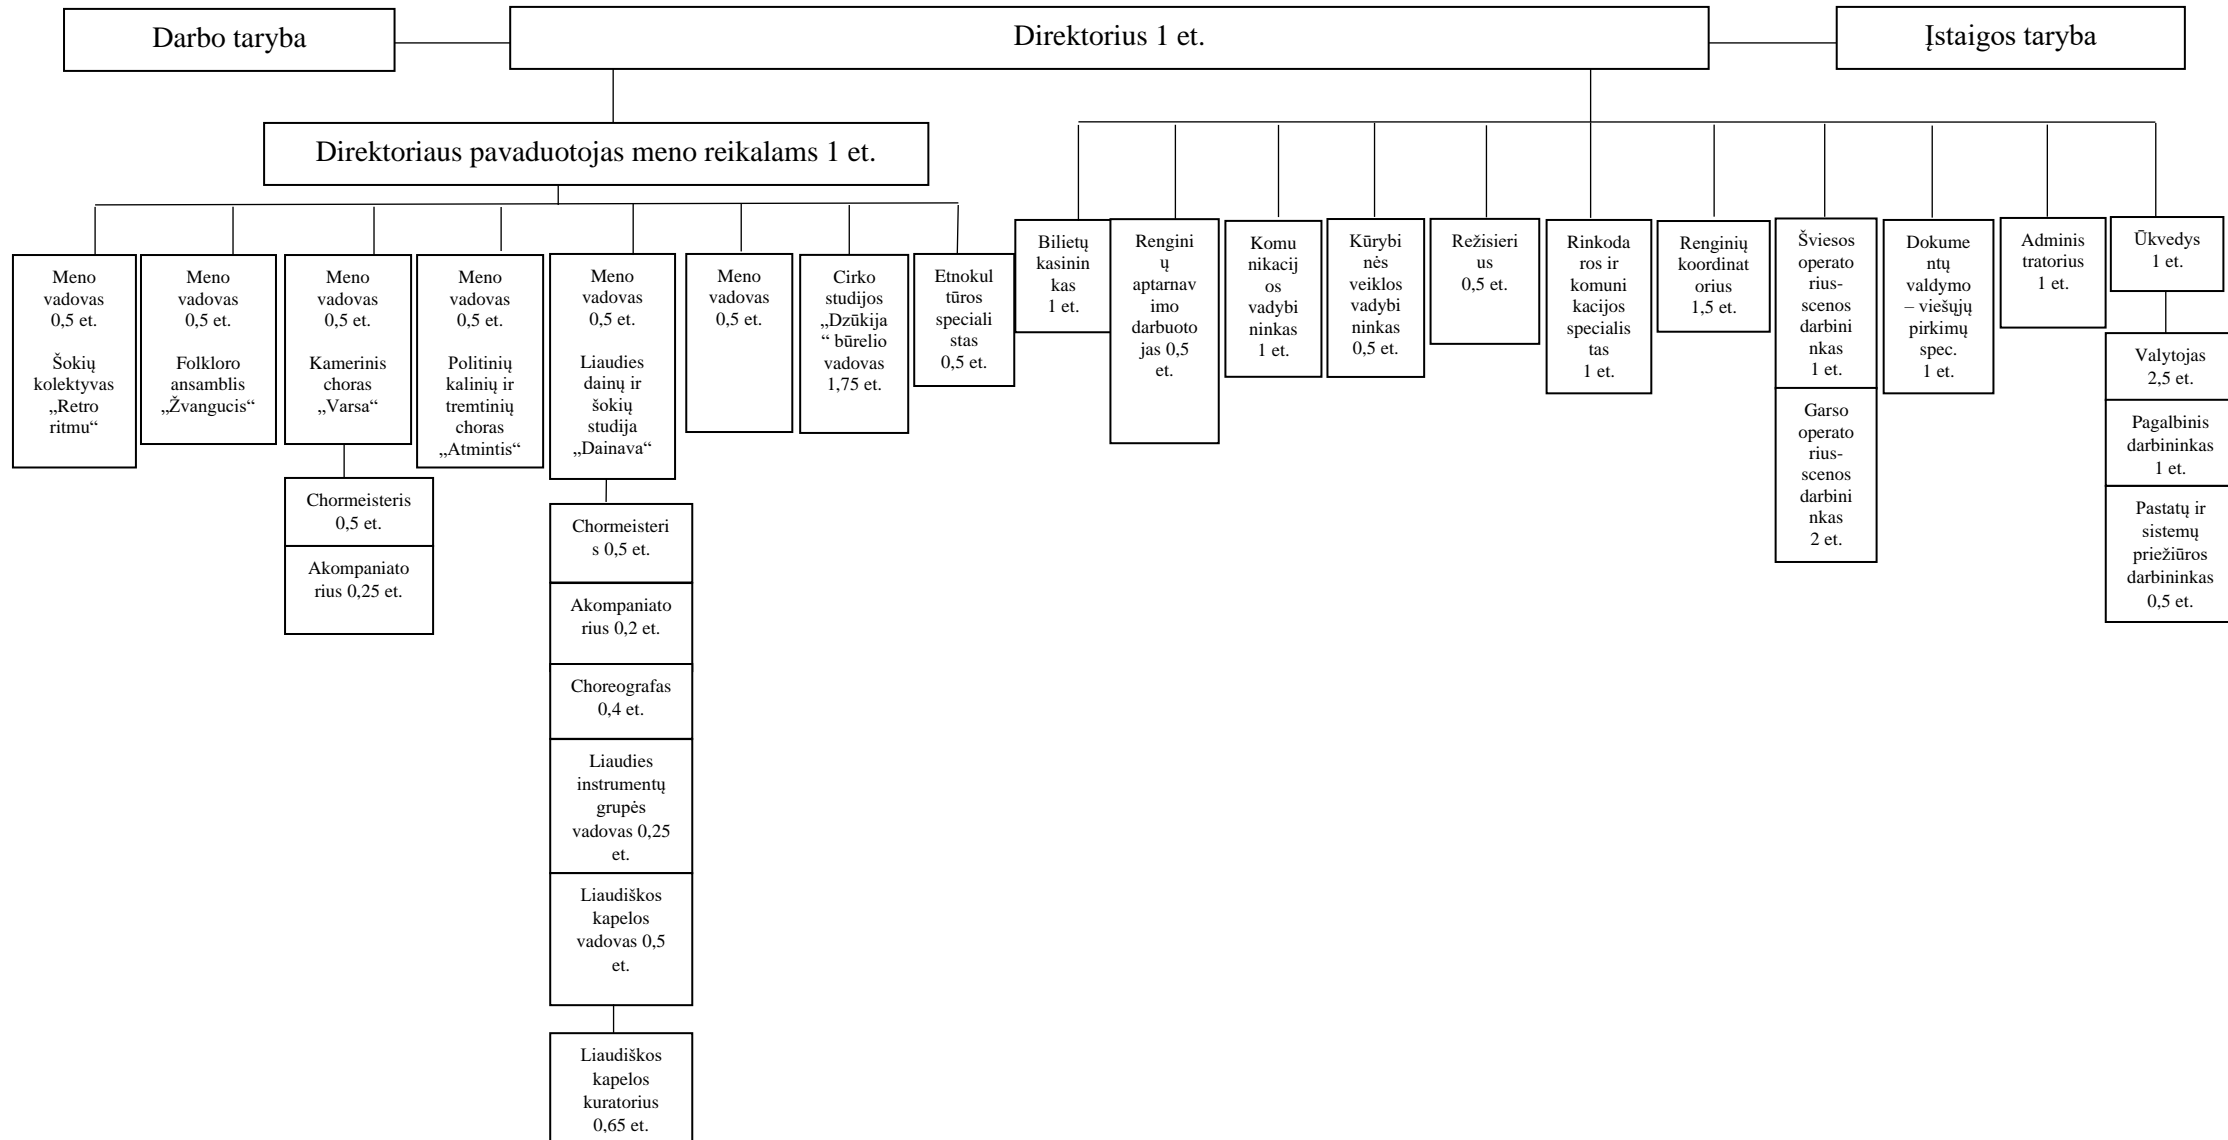 Darbo taryba
Direktorius 1 et.
Įstaigos taryba
Direktoriaus pavaduotojas meno reikalams 1 et.
Meno
vadovas
0,5 et.
Šokių
kolektyvas
„Retro
ritmu“
Meno
vadovas
0,5 et.
Folkloro
ansamblis
„Žvangucis“
Meno
vadovas
0,5 et.
Kamerinis
choras
„Varsa“
Chormeisteris
0,5 et.
Akompaniato
rius 0,25 et.
Meno
vadovas
0,5 et.
Politinių
kalinių ir
tremtinių
choras
„Atmintis“
Meno
vadovas
0,5 et.
Liaudies
dainų ir
šokių
studija
„Dainava“
Chormeisteri
s 0,5 et.
Akompaniato
rius 0,2 et.
Choreografas
0,4 et.
Liaudies
instrumentų
grupės
vadovas 0,25
et.
Liaudiškos
kapelos
vadovas 0,5
et.
Liaudiškos
kapelos
kuratorius
0,65 et.
Meno
vadovas
0,5 et.
Cirko
studijos
„Dzūkija
“ būrelio
vadovas
1,75 et.
Etnokul
tūros
speciali
stas
0,5 et.
Bilietų
kasinin
kas
1 et.
Rengini
ų
aptarnav
imo
darbuoto
jas 0,5
et.
Komu
nikacij
os
vadybi
ninkas
1 et.
Kūrybi
nės
veiklos
vadybi
ninkas
0,5 et.
Režisieri
us
0,5 et.
Rinkoda
ros ir
komuni
kacijos
specialis
tas
1 et.
Renginių
koordinat
orius
1,5 et.
Šviesos
operato
rius-
scenos
darbini
nkas
1 et.
Garso
operato
rius-
scenos
darbini
nkas
2 et.
Dokume
ntų
valdymo
– viešųjų
pirkimų
spec.
1 et.
Adminis
tratorius
1 et.
Ūkvedys
1 et.
Valytojas
2,5 et.
Pagalbinis
darbininkas
1 et.
Pastatų ir
sistemų
priežiūros
darbininkas
0,5 et.